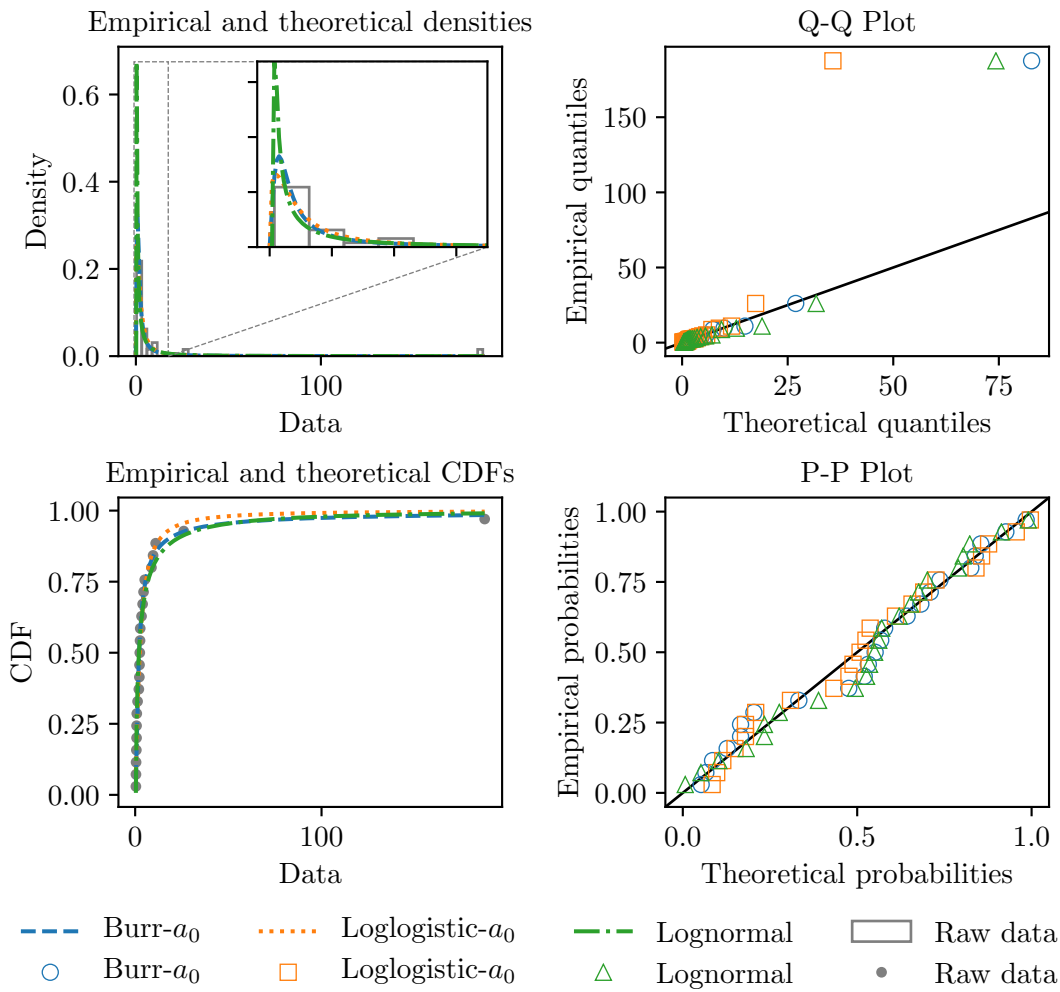 Empirical and theoretical densities
0.6
0.4
0.2
0.0
Density
0
100
Data
Q-Q Plot
150
100
50
0
Empirical quantiles
25
50
75
0
Theoretical quantiles
Empirical and theoretical CDFs
1.00
0.75
0.50
0.25
0.00
CDF
0
100
Data
P-P Plot
1.00
0.75
0.50
0.25
0.00
Empirical probabilities
0.0
0.5
1.0
Theoretical probabilities
Burr-a₀
Loglogistic-a₀
Lognormal
Raw data
Burr-a₀
Loglogistic-a₀
Lognormal
Raw data